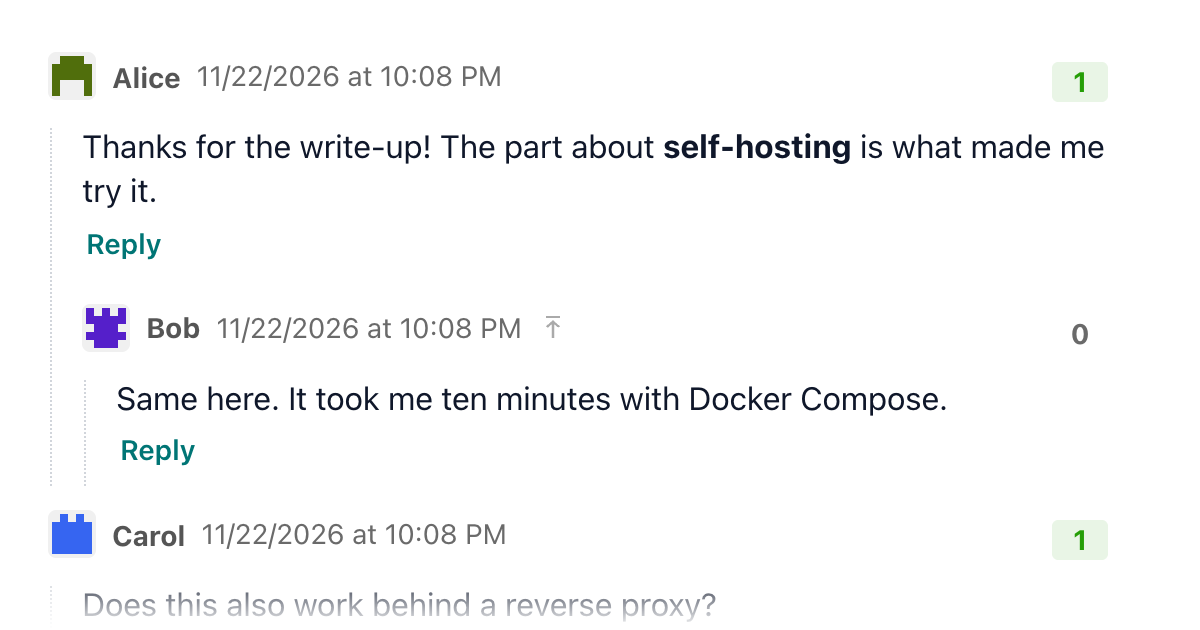 Alice 11/22/2026 at 10:08 PM 1
Thanks for the write-up! The part about self-hosting is what made me
try it.
Reply
Bob 11/22/2026 at 10:08 PM 0
Same here. It took me ten minutes with Docker Compose.
Reply
Carol 11/22/2026 at 10:08 PM 1
Does this also work behind a reverse proxy?